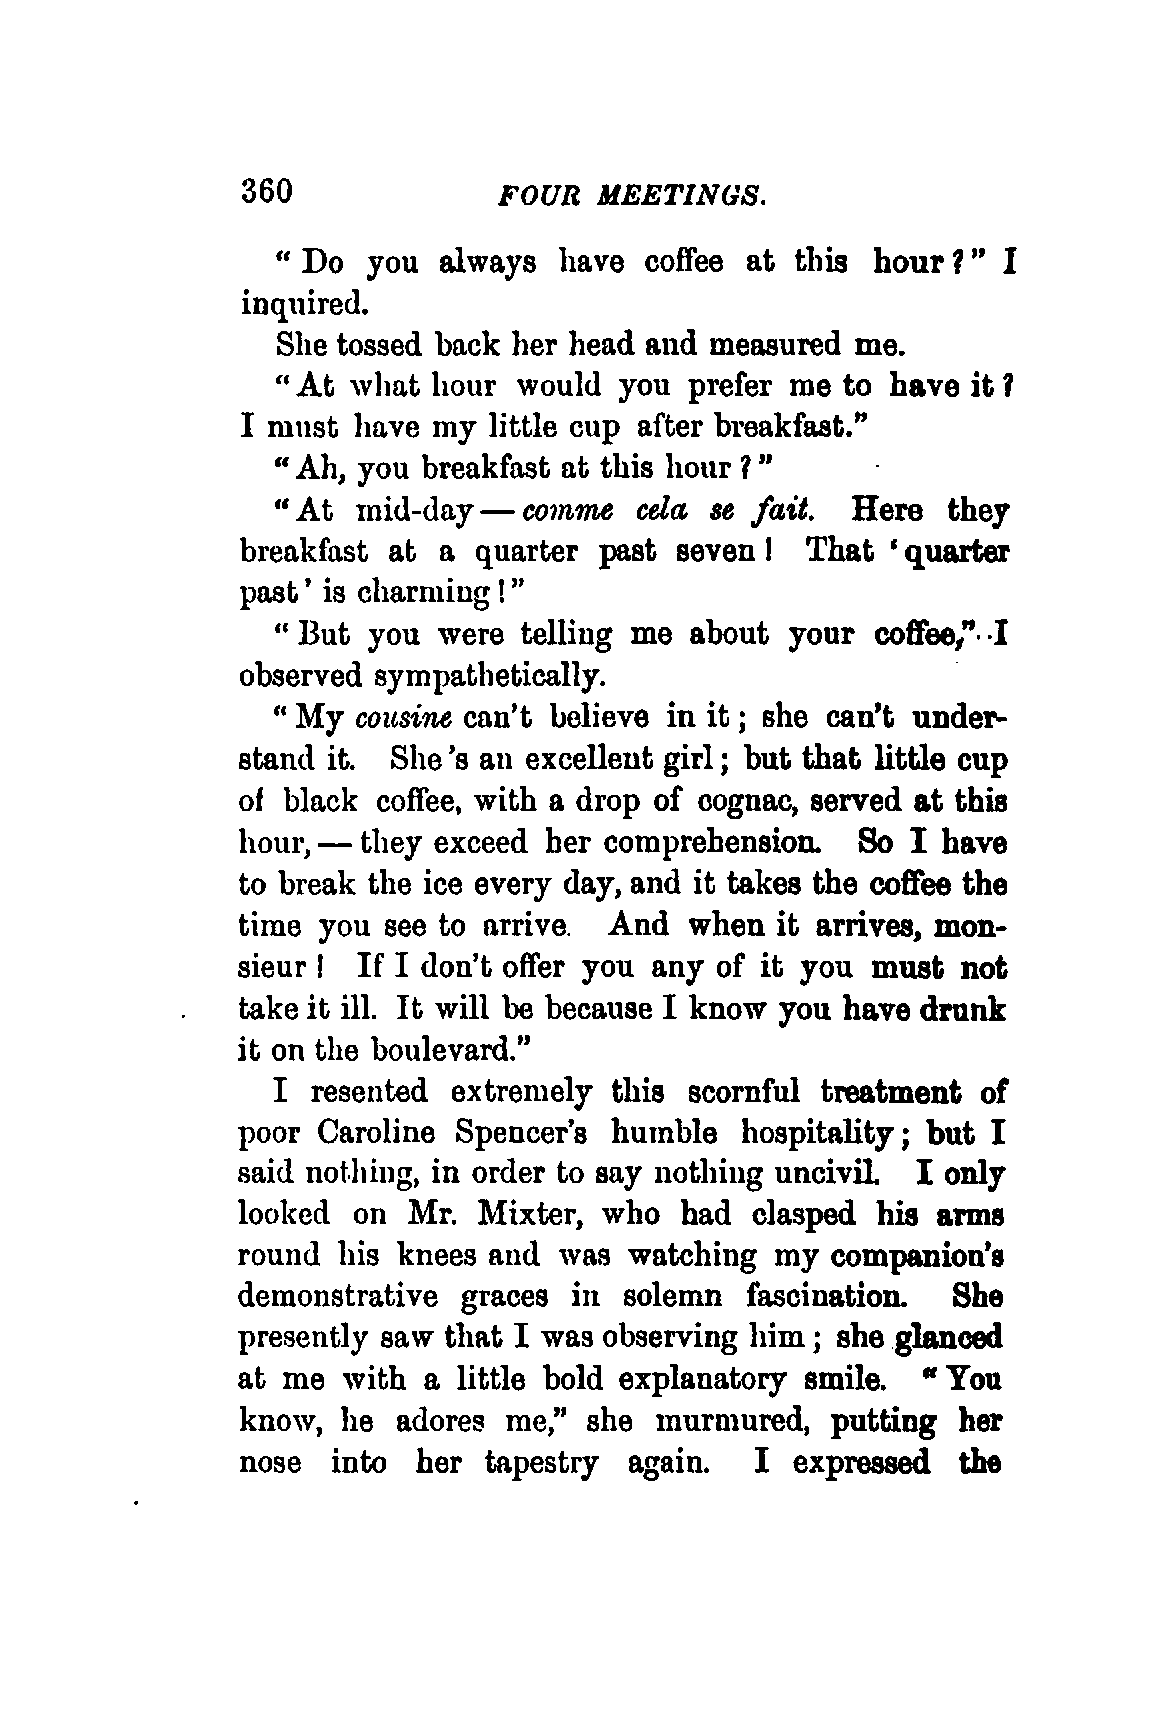 360 FOUR MEETINGS.
“Do you always have coffee at this hour?” I
inquired.
She tossed back her head and measured me.
“At what hour would you prefer me to have it?
I must have my little cup after breakfast.”
“Ah, you breakfast at this hour?”
“At mid-day — comme cela se fait. Here they
breakfast at a quarter past seven! That ‘quarter
past’ is charming!”
“But you were telling me about your coffee,” I
observed sympathetically.
“My cousine can’t believe in it; she can’t under-
stand it. She’s an excellent girl; but that little cup
of black coffee, with a drop of cognac, served at this
hour, — they exceed her comprehension. So I have
to break the ice every day, and it takes the coffee the
time you see to arrive. And when it arrives, mon-
sieur! If I don’t offer you any of it you must not
take it ill. It will be because I know you have drunk
it on the boulevard.”
I resented extremely this scornful treatment of
poor Caroline Spencer’s humble hospitality; but I
said nothing, in order to say nothing uncivil. I only
looked on Mr. Mixter, who had clasped his arms
round his knees and was watching my companion’s
demonstrative graces in solemn fascination. She
presently saw that I was observing him; she glanced
at me with a little bold explanatory smile. “You
know, he adores me,” she murmured, putting her
nose into her tapestry again. I expressed the